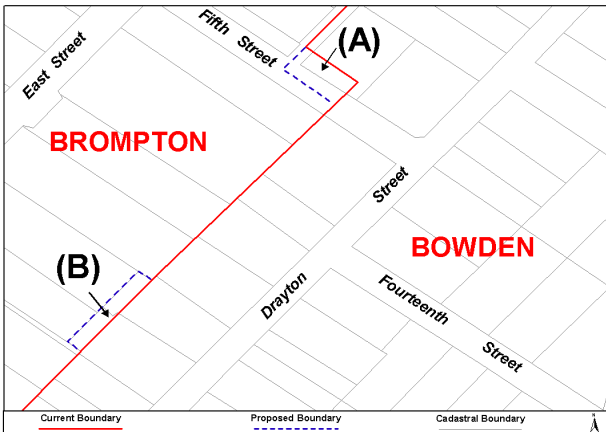 Fifth Street
(A)
East Street
BROMPTON
Street
BOWDEN
(B)
Drayton
Fourteenth
Street
Current Boundary
Proposed Boundary
Cadastral Boundary
N